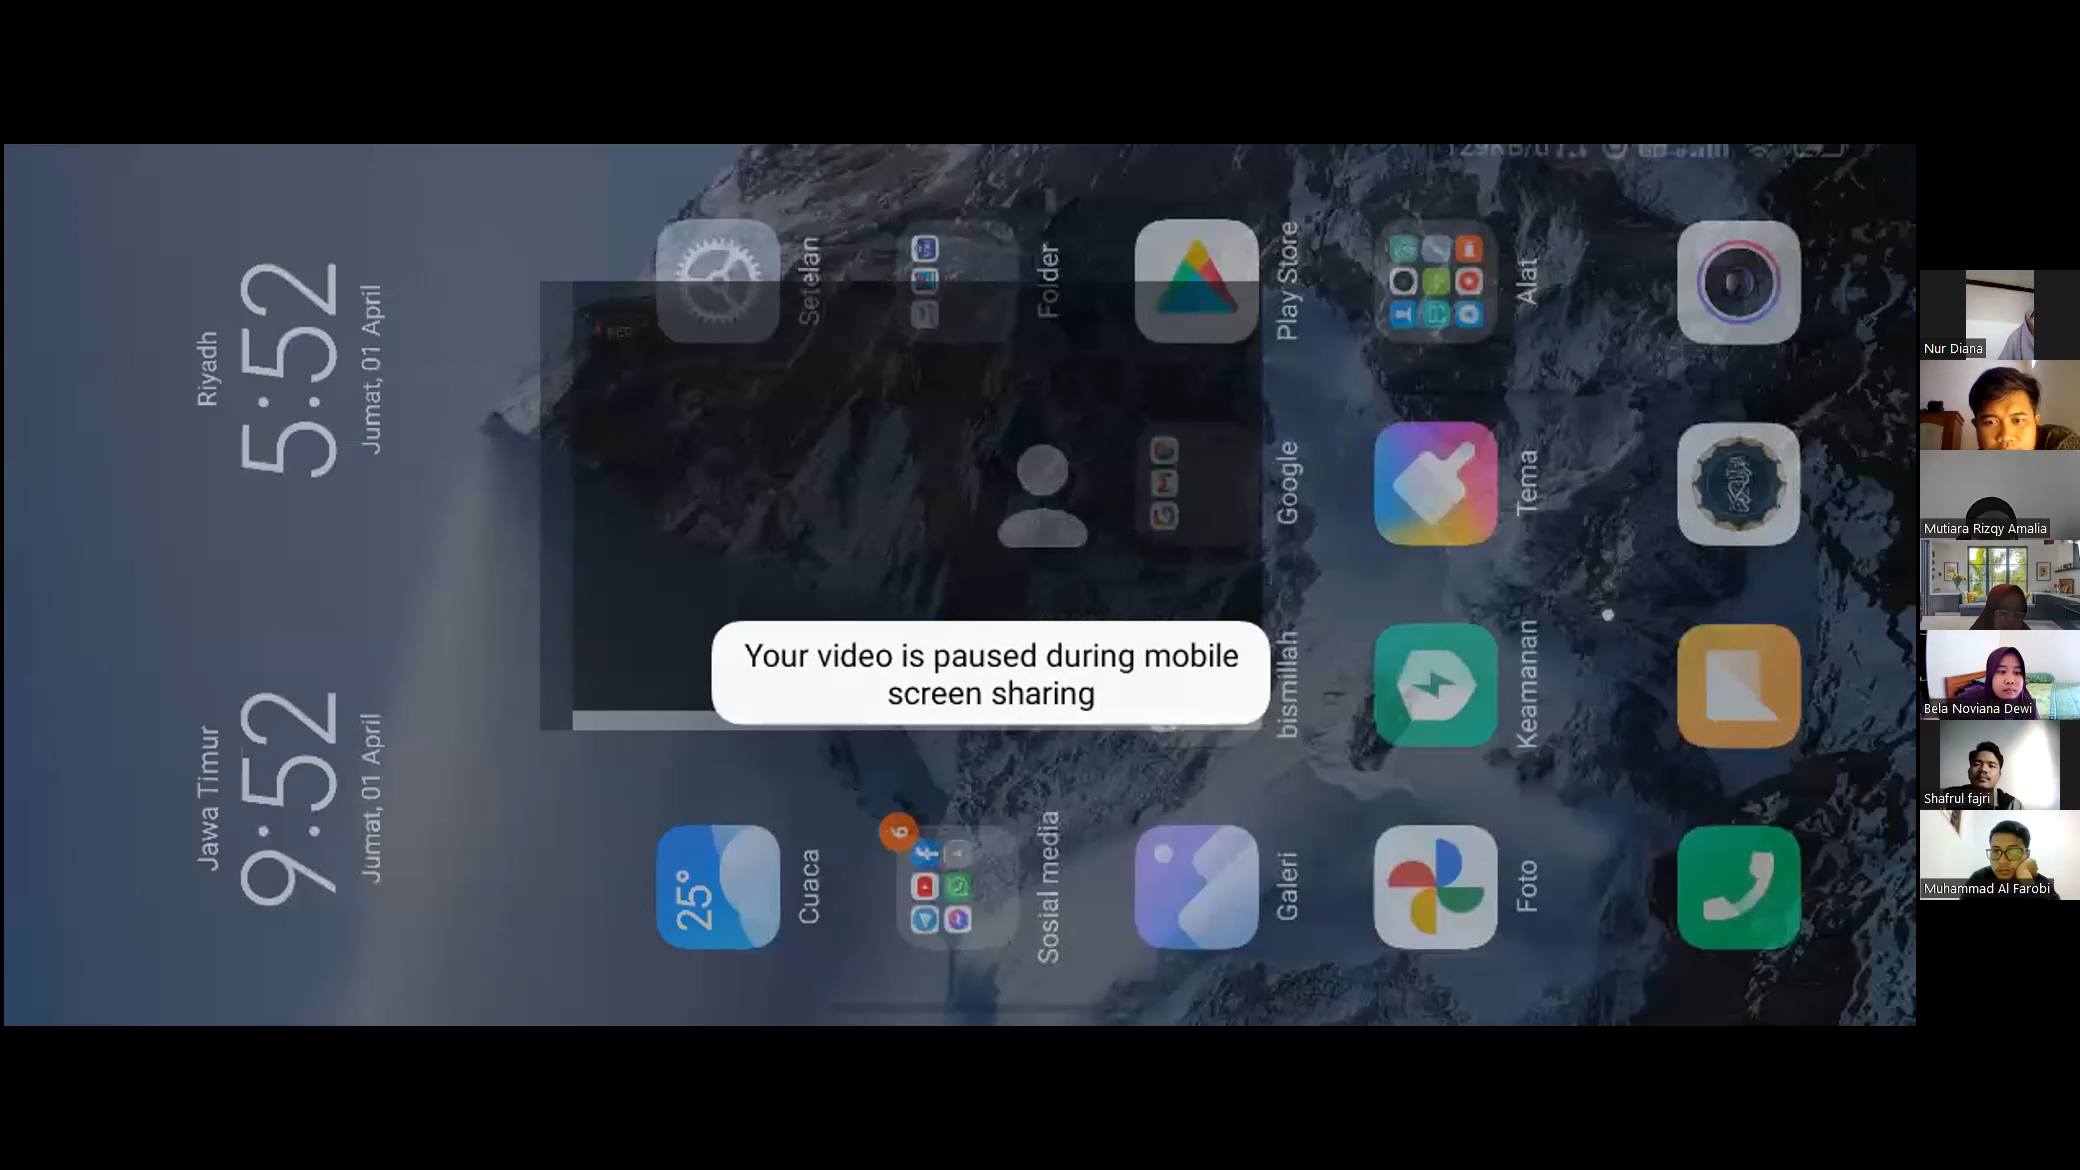 Jawa Timur
9:52
Jumat, 01 April
Riyadh
5:52
Jumat, 01 April
25°
Cuaca
Setelan
6
Sosial media
Folder
Galeri
bismillah
Google
Play Store
Foto
Keamanan
Tema
Alat
REC
Your video is paused during mobile
screen sharing
Nur Diana
Mutiara Rizqy Amalia
Bela Noviana Dewi
Shafrul fajri
Muhammad Al Farobi